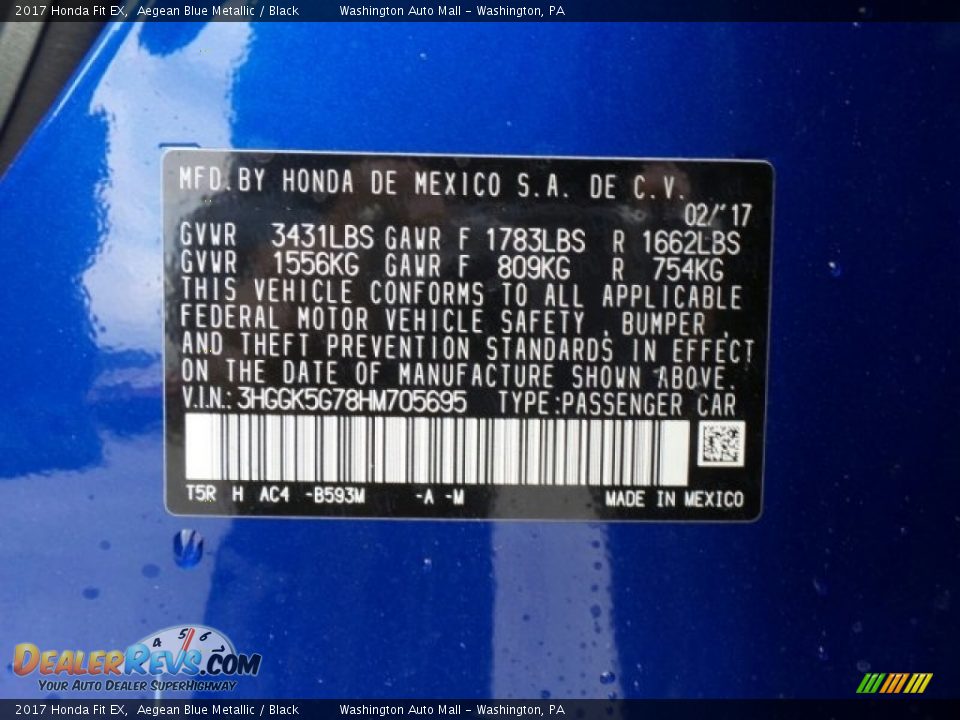 2017 Honda Fit EX, Aegean Blue Metallic / Black Washington Auto Mall - Washington, PA
MFD.BY HONDA DE MEXICO S.A. DE C.V.
02/'17
GVWR 3431LBS GAWR F 1783LBS R 1662LBS
GVWR 1556KG GAWR F 809KG R 754KG
THIS VEHICLE CONFORMS TO ALL APPLICABLE
FEDERAL MOTOR VEHICLE SAFETY , BUMPER ,
AND THEFT PREVENTION STANDARDS IN EFFECT
ON THE DATE OF MANUFACTURE SHOWN ABOVE.
V.I.N.: 3HGGK5G78HM705695 TYPE:PASSENGER CAR
T5R H AC4 -B593M -A -M MADE IN MEXICO
4 5 6
DEALERREVS.COM
YOUR AUTO DEALER SUPERHIGHWAY
2017 Honda Fit EX, Aegean Blue Metallic / Black Washington Auto Mall - Washington, PA